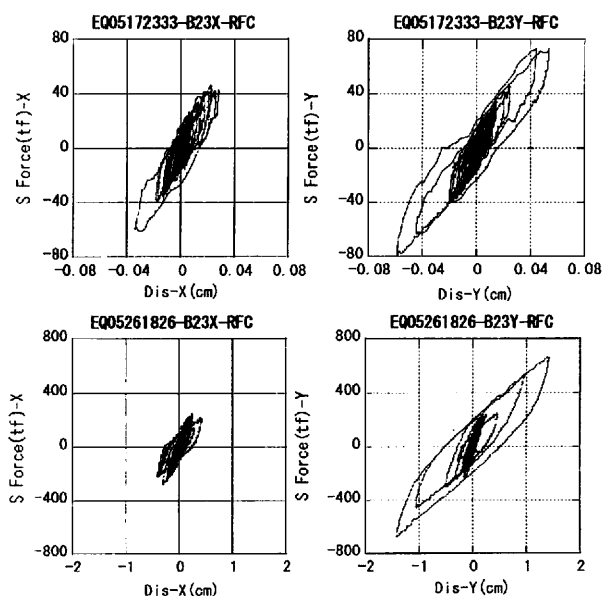 EQ05172333-B23X-RFC
80
40
0
-40
-80
S Force(tf)-X
-0.08 -0.04 0 0.04 0.08
Dis-X(cm)
EQ05172333-B23Y-RFC
80
40
0
-40
-80
S Force(tf)-Y
-0.08 -0.04 0 0.04 0.08
Dis-Y(cm)
EQ05261826-B23X-RFC
800
400
0
-400
-800
S Force(tf)-X
-2 -1 0 1 2
Dis-X(cm)
EQ05261826-B23Y-RFC
800
400
0
-400
-800
S Force(tf)-Y
-2 -1 0 1 2
Dis-Y(cm)